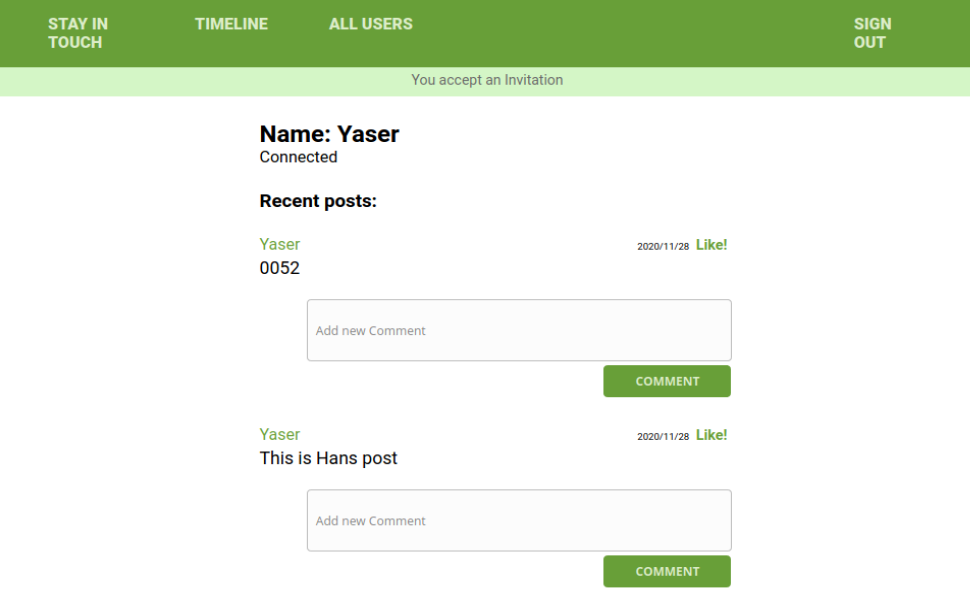 STAY IN
TOUCH
TIMELINE
ALL USERS
SIGN
OUT
You accept an Invitation
Name: Yaser
Connected
Recent posts:
Yaser
2020/11/28 Like!
0052
Add new Comment
COMMENT
Yaser
2020/11/28 Like!
This is Hans post
Add new Comment
COMMENT